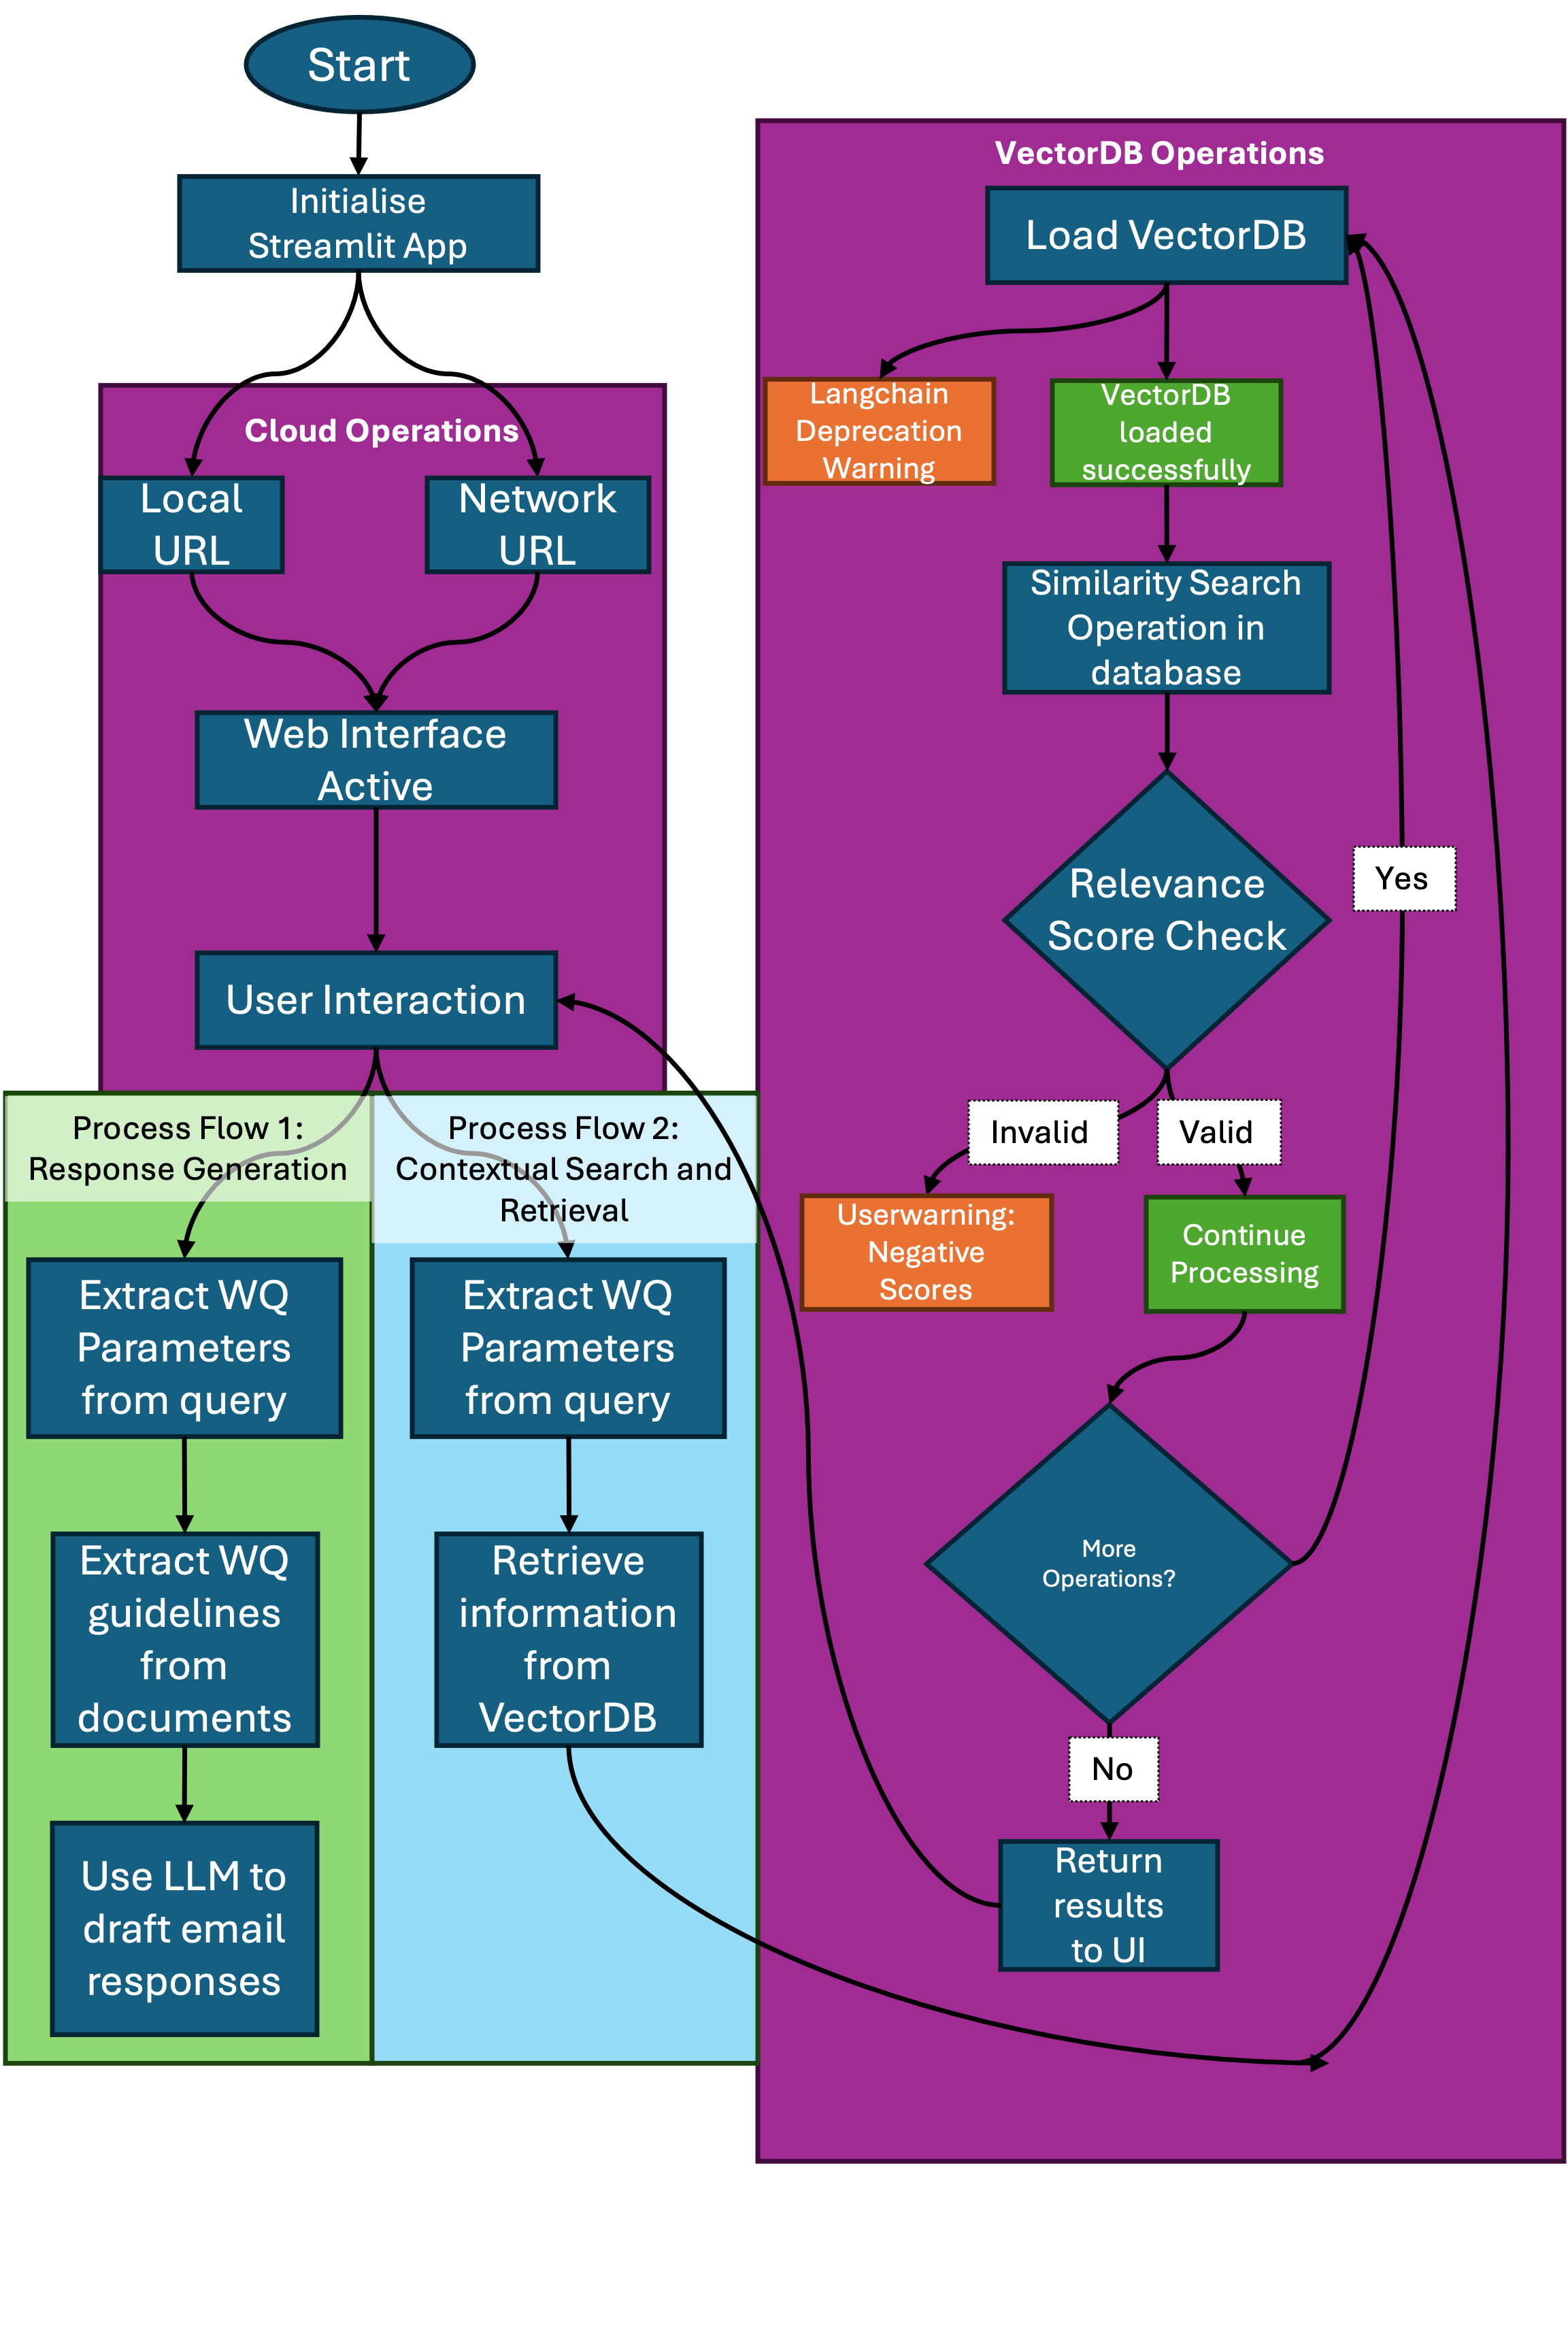 Start
Initialise
Streamlit App
Cloud Operations
Local
URL
Network
URL
Web Interface
Active
User Interaction
Process Flow 1:
Response Generation
Extract WQ
Parameters
from query
Extract WQ
guidelines
from
documents
Use LLM to
draft email
responses
Process Flow 2:
Contextual Search and
Retrieval
Extract WQ
Parameters
from query
Retrieve
information
from
VectorDB
VectorDB Operations
Load VectorDB
Langchain
Deprecation
Warning
VectorDB
loaded
successfully
Similarity Search
Operation in
database
Relevance
Score Check
Yes
Invalid
Valid
Userwarning:
Negative
Scores
Continue
Processing
More
Operations?
No
Return
results
to UI